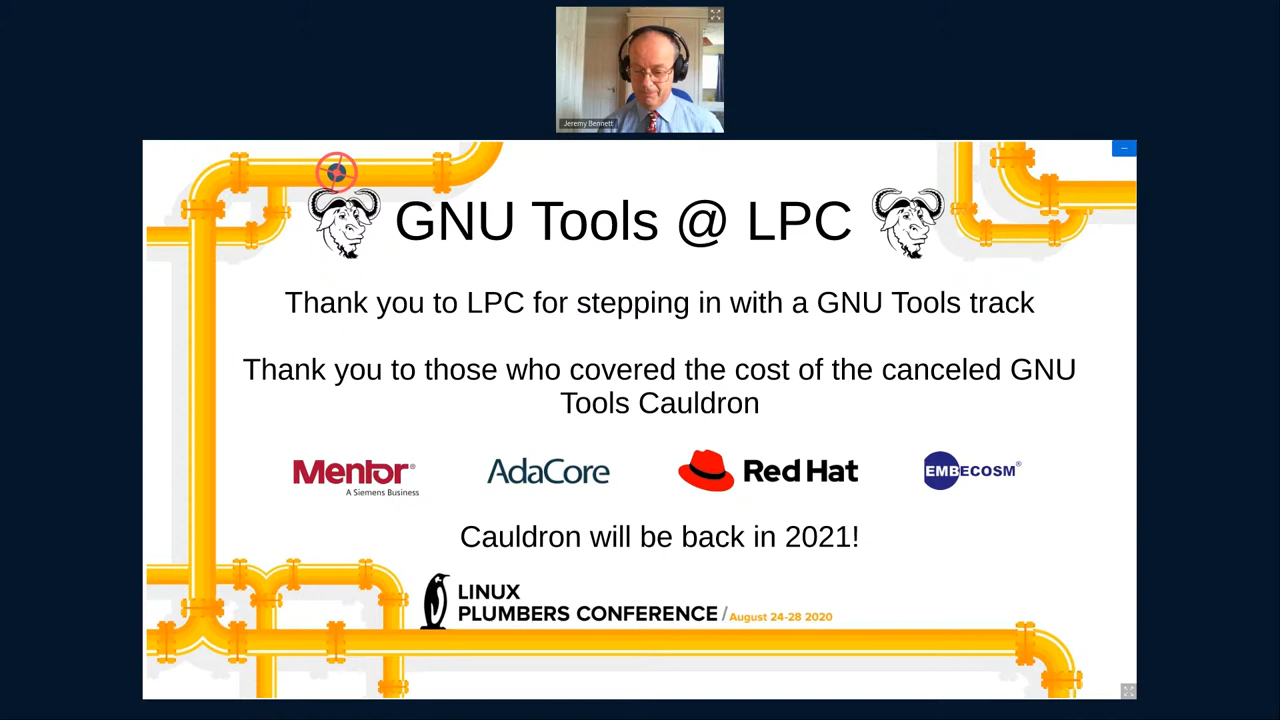 Jeremy Bennett
GNU Tools @ LPC
Thank you to LPC for stepping in with a GNU Tools track
Thank you to those who covered the cost of the canceled GNU
Tools Cauldron
Mentor®
A Siemens Business
AdaCore
Red Hat
EMBECOSM®
Cauldron will be back in 2021!
LINUX
PLUMBERS CONFERENCE / August 24-28 2020